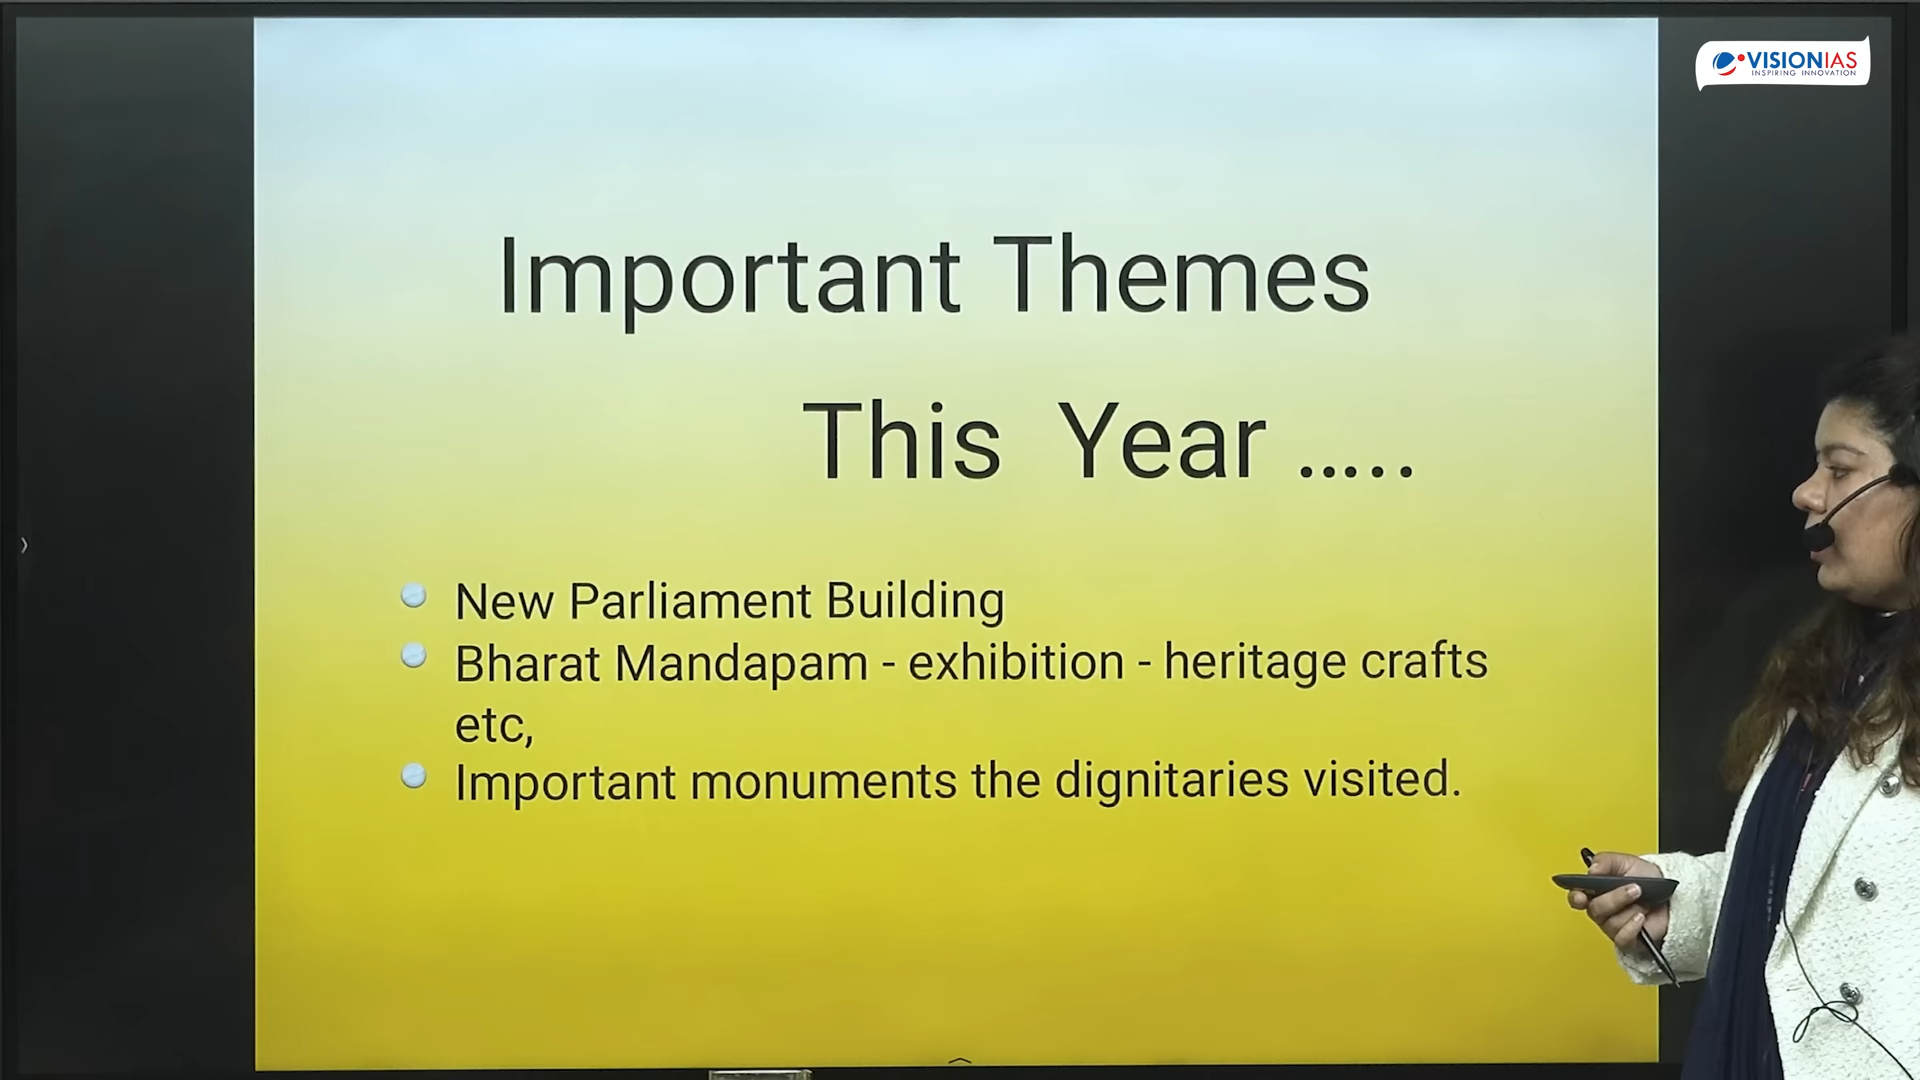 VISIONIAS
INSPIRING INNOVATION
Important Themes
This Year .....
New Parliament Building
Bharat Mandapam - exhibition - heritage crafts
etc,
Important monuments the dignitaries visited.